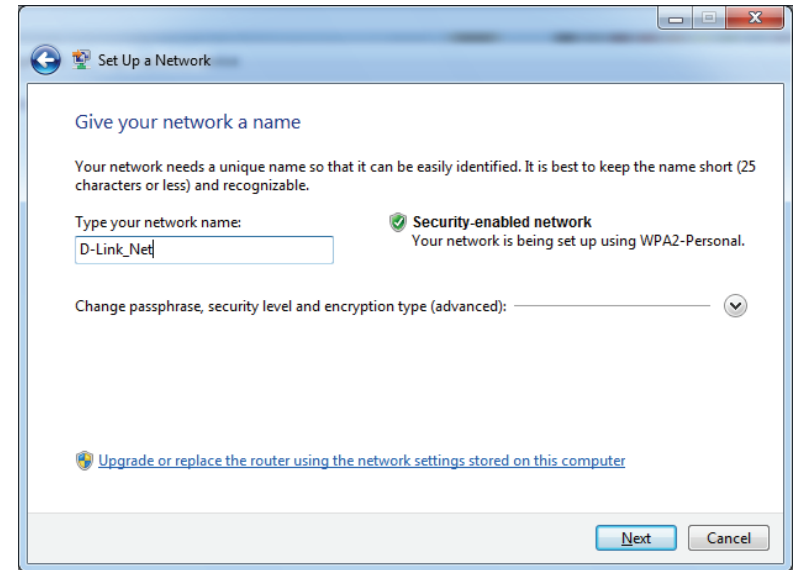 Set Up a Network
Give your network a name
Your network needs a unique name so that it can be easily identified. It is best to keep the name short (25
characters or less) and recognizable.
Type your network name:
D-Link_Net
Security-enabled network
Your network is being set up using WPA2-Personal.
Change passphrase, security level and encryption type (advanced):
Upgrade or replace the router using the network settings stored on this computer
Next
Cancel